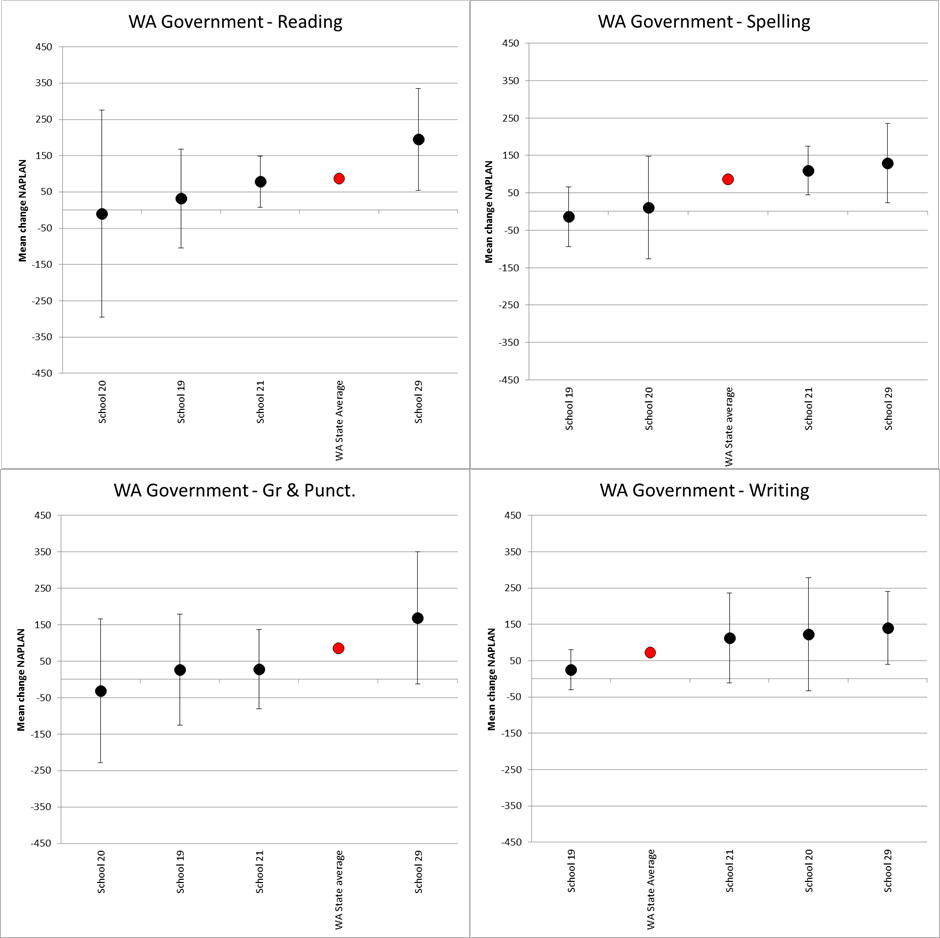 WA Government - Reading
Mean change NAPLAN
450
350
250
150
50
-50
-150
-250
-350
-450
School 20
School 19
School 21
WA State Average
School 29
WA Government - Spelling
Mean change NAPLAN
450
350
250
150
50
-50
-150
-250
-350
-450
School 19
School 20
WA State average
School 21
School 29
WA Government - Gr & Punct.
Mean change NAPLAN
450
350
250
150
50
-50
-150
-250
-350
-450
School 20
School 19
School 21
WA State average
School 29
WA Government - Writing
Mean change NAPLAN
450
350
250
150
50
-50
-150
-250
-350
-450
School 19
WA State Average
School 21
School 20
School 29